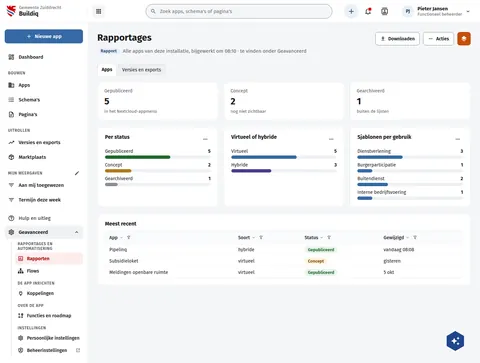 Gemeente Zuiddrecht
Buildiq
Zoek apps, schema's of pagina's
PJ
Pieter Jansen
Functioneel beheerder
+ Nieuwe app
Dashboard
BOUWEN
Apps
Schema's
Pagina's
UITROLLEN
Versies en exports
Marktplaats
MIJN WEERGAVEN
Aan mij toegewezen
Termijn deze week
Hulp en uitleg
Geavanceerd
RAPPORTAGES EN
AUTOMATISERING
Rapporten
Flows
DE APP INRICHTEN
Koppelingen
OVER DE APP
Functies en roadmap
INSTELLINGEN
Persoonlijke instellingen
Beheerinstellingen
Rapportages
Rapport
Alle apps van deze installatie, bijgewerkt om 08:10 · te vinden onder Geavanceerd
Downloaden
Acties
Apps
Versies en exports
Gepubliceerd
5
in het Nextcloud-appmenu
Concept
2
nog niet zichtbaar
Gearchiveerd
1
buiten de lijsten
Per status
Gepubliceerd 5
Concept 2
Gearchiveerd 1
Virtueel of hybride
Virtueel 5
Hybride 3
Sjablonen per gebruik
Dienstverlening 3
Burgerparticipatie 1
Buitendienst 2
Interne bedrijfsvoering 1
Meest recent
App Soort Status Gewijzigd
Pipeling hybride Gepubliceerd vandaag 08:08
Subsidieloket virtueel Concept gisteren
Meldingen openbare ruimte virtueel Gepubliceerd 5 okt